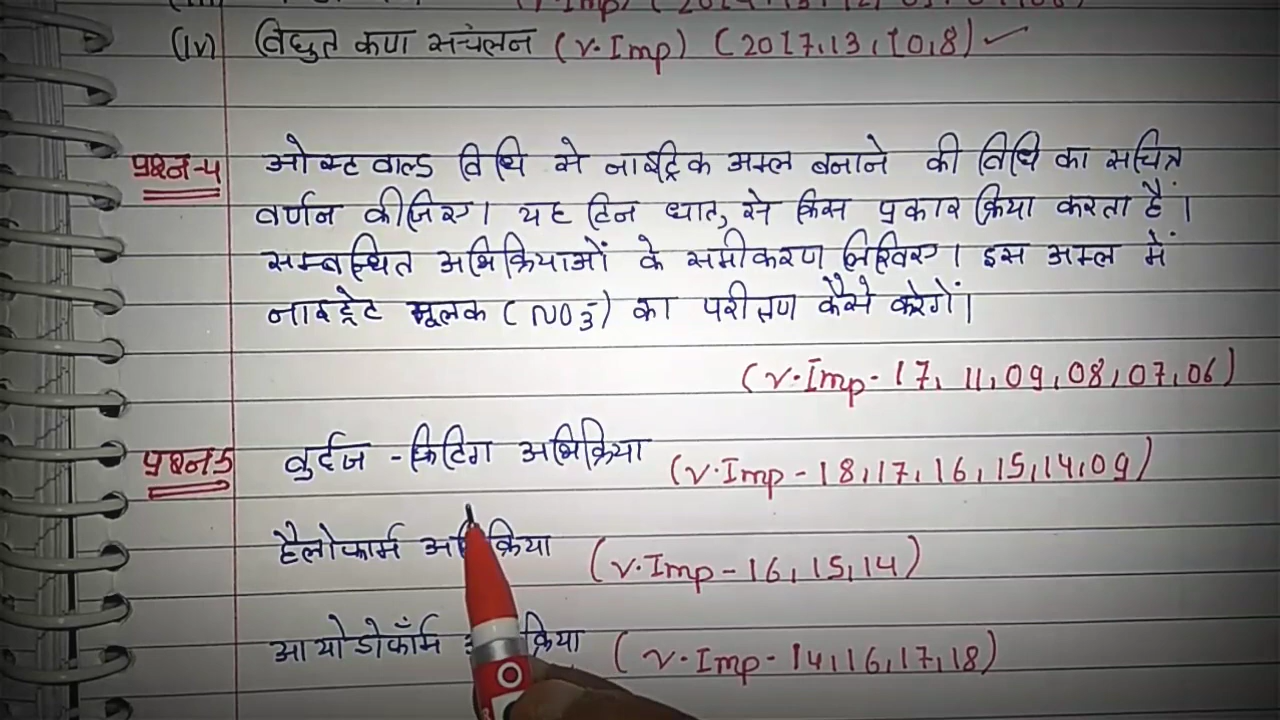 (iv) विधुत कण संचलन (v.Imp) (2017,13,10,8) ✓
प्रश्न-4 ओस्टवाल्ड विधि से नाइट्रिक अम्ल बनाने की विधि का सचित्र
वर्णन कीजिए। यह टिन धातु से किस प्रकार क्रिया करता है।
सम्बन्धित अभिक्रियाओं के समीकरण लिखिए। इस अम्ल में
नाइट्रेट मूलक (NO3-) का परीक्षण कैसे करेगें।
(v.Imp-17, 11,09,08,07,06)
प्रश्न-5 वुर्ट्ज-फिटिंग अभिक्रिया (v.Imp-18,17,16,15,14,09)
हैलोफार्म अभिक्रिया (v.Imp-16,15,14)
आयोडोफॉर्म क्रिया (v.Imp-14,16,17,18)